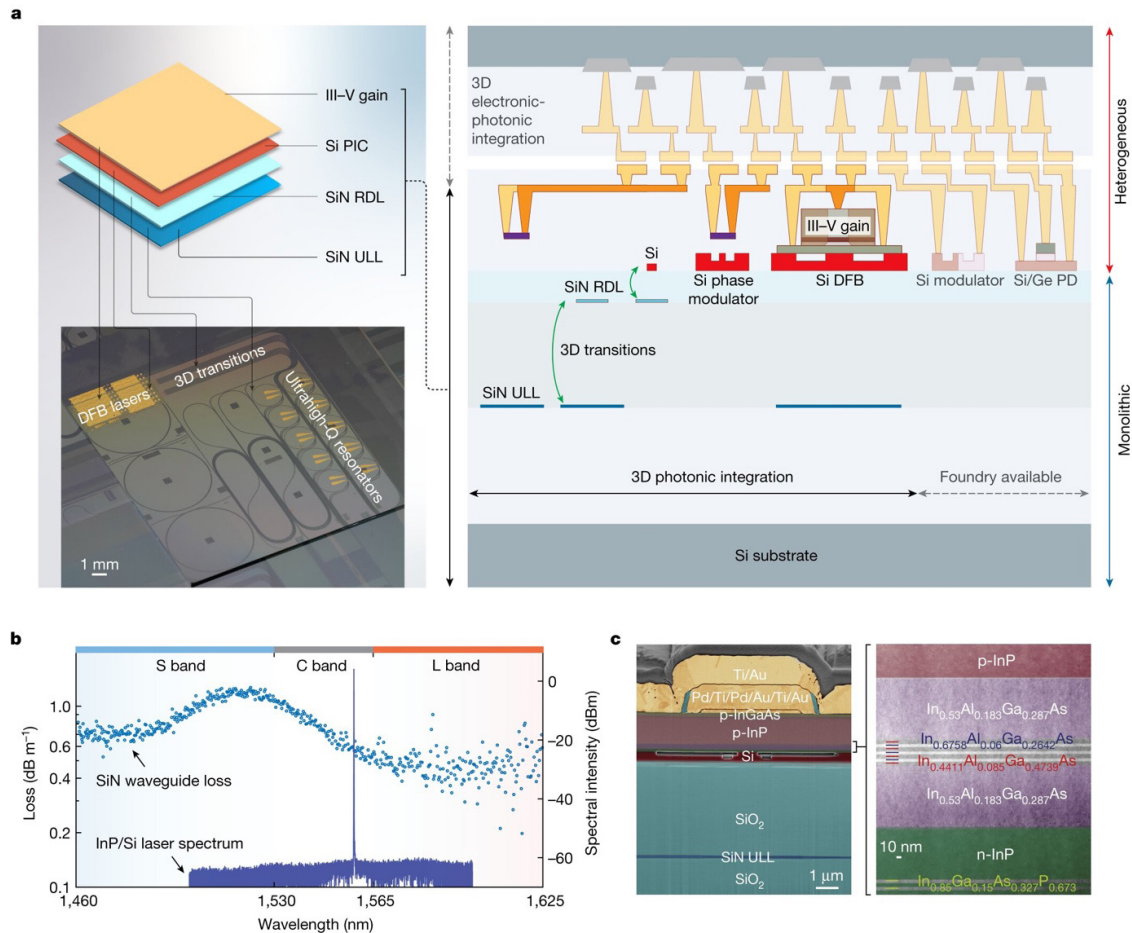 a
III–V gain
Si PIC
SiN RDL
SiN ULL
DFB lasers
3D transitions
Ultrahigh-Q resonators
1 mm
3D
electronic-
photonic
integration
III–V gain
Si
SiN RDL
Si phase
modulator
Si DFB
Si modulator
Si/Ge PD
3D transitions
SiN ULL
3D photonic integration
Foundry available
Si substrate
Heterogeneous
Monolithic
b
S band
C band
L band
Loss (dB m⁻¹)
1.0
0.6
0.4
0.2
0.1
SiN waveguide loss
InP/Si laser spectrum
0
−20
−40
−60
Spectral intensity (dBm)
1,460
1,530
1,565
1,625
Wavelength (nm)
c
Ti/Au
Pd/Ti/Pd/Au/Ti/Au
p-InGaAs
p-InP
Si
SiO₂
SiN ULL
SiO₂
1 μm
p-InP
In₀.₅₃Al₀.₁₈₃Ga₀.₂₈₇As
In₀.₆₇₅₈Al₀.₀₆Ga₀.₂₆₄₂As
In₀.₄₄₁₁Al₀.₀₈₅Ga₀.₄₇₃₉As
In₀.₅₃Al₀.₁₈₃Ga₀.₂₈₇As
10 nm
n-InP
In₀.₈₅Ga₀.₁₅As₀.₃₂₇P₀.₆₇₃